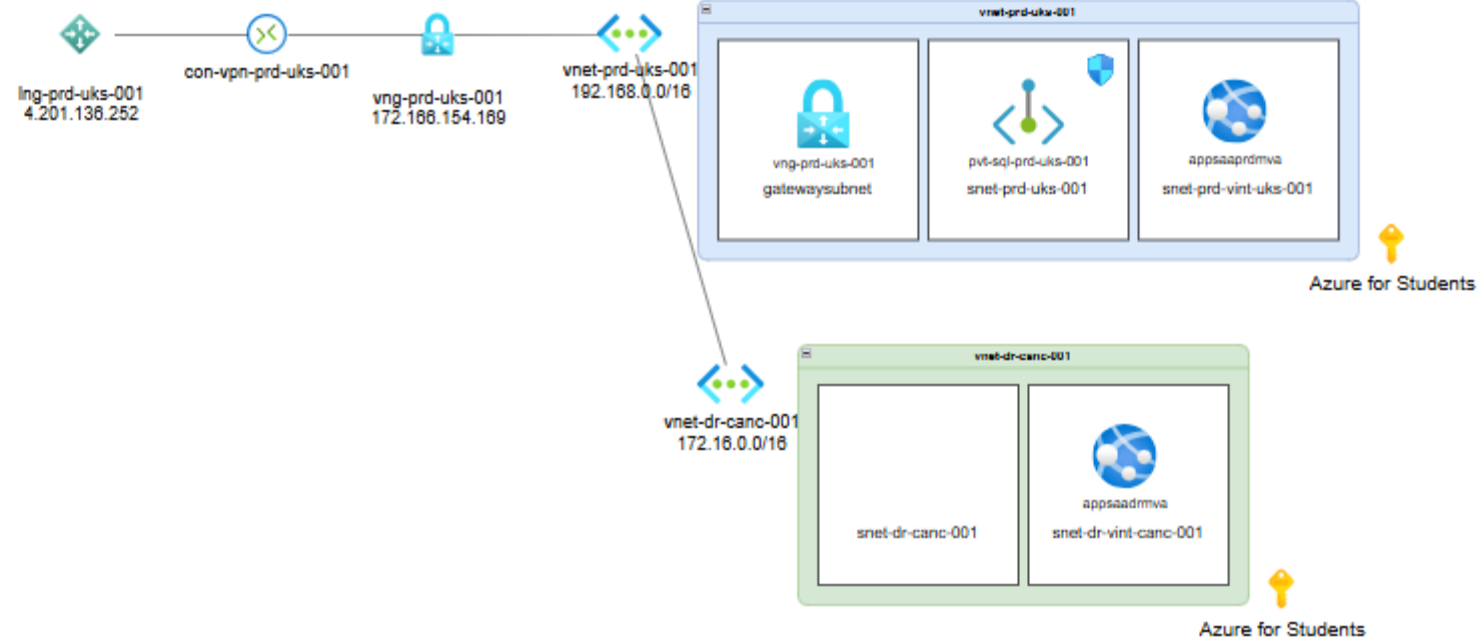 lng-prd-uks-001
4.201.136.252
con-vpn-prd-uks-001
vng-prd-uks-001
172.166.154.169
vnet-prd-uks-001
192.168.0.0/16
vnet-prd-uks-001
vng-prd-uks-001
gatewaysubnet
pvt-sql-prd-uks-001
snet-prd-uks-001
appsaaprdmva
snet-prd-vint-uks-001
Azure for Students
vnet-dr-canc-001
172.16.0.0/16
vnet-dr-canc-001
snet-dr-canc-001
appsaadrmva
snet-dr-vint-canc-001
Azure for Students